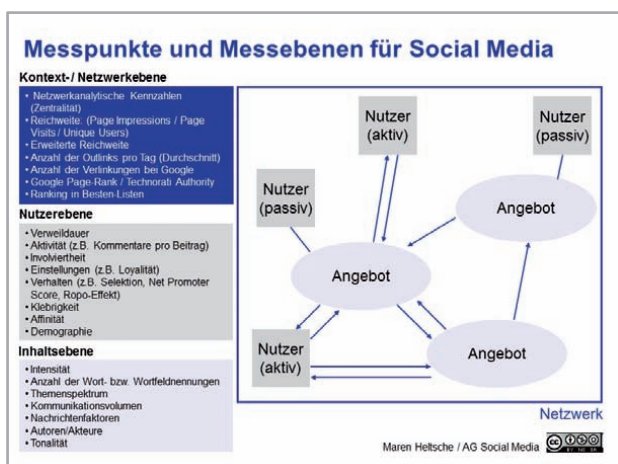 Messpunkte und Messebenen für Social Media
Kontext-/ Netzwerkebene
• Netzwerkanalytische Kennzahlen
(Zentralität)
• Reichweite: (Page Impressions / Page
Visits / Unique Users)
• Erweiterte Reichweite
• Anzahl der Outlinks pro Tag (Durchschnitt)
• Anzahl der Verlinkungen bei Google
• Google Page-Rank / Technorati Authority
• Ranking in Besten-Listen
Nutzerebene
• Verweildauer
• Aktivität (z.B. Kommentare pro Beitrag)
• Involviertheit
• Einstellungen (z.B. Loyalität)
• Verhalten (z.B. Selektion, Net Promoter
Score, Ropo-Effekt)
• Klebrigkeit
• Affinität
• Demographie
Inhaltsebene
• Intensität
• Anzahl der Wort- bzw. Wortfeldnennungen
• Themenspektrum
• Kommunikationsvolumen
• Nachrichtenfaktoren
• Autoren/Akteure
• Tonalität
Nutzer
(aktiv)
Nutzer
(passiv)
Nutzer
(passiv)
Angebot
Angebot
Nutzer
(aktiv)
Angebot
Netzwerk
Maren Heltsche / AG Social Media
cc
BY NC SA